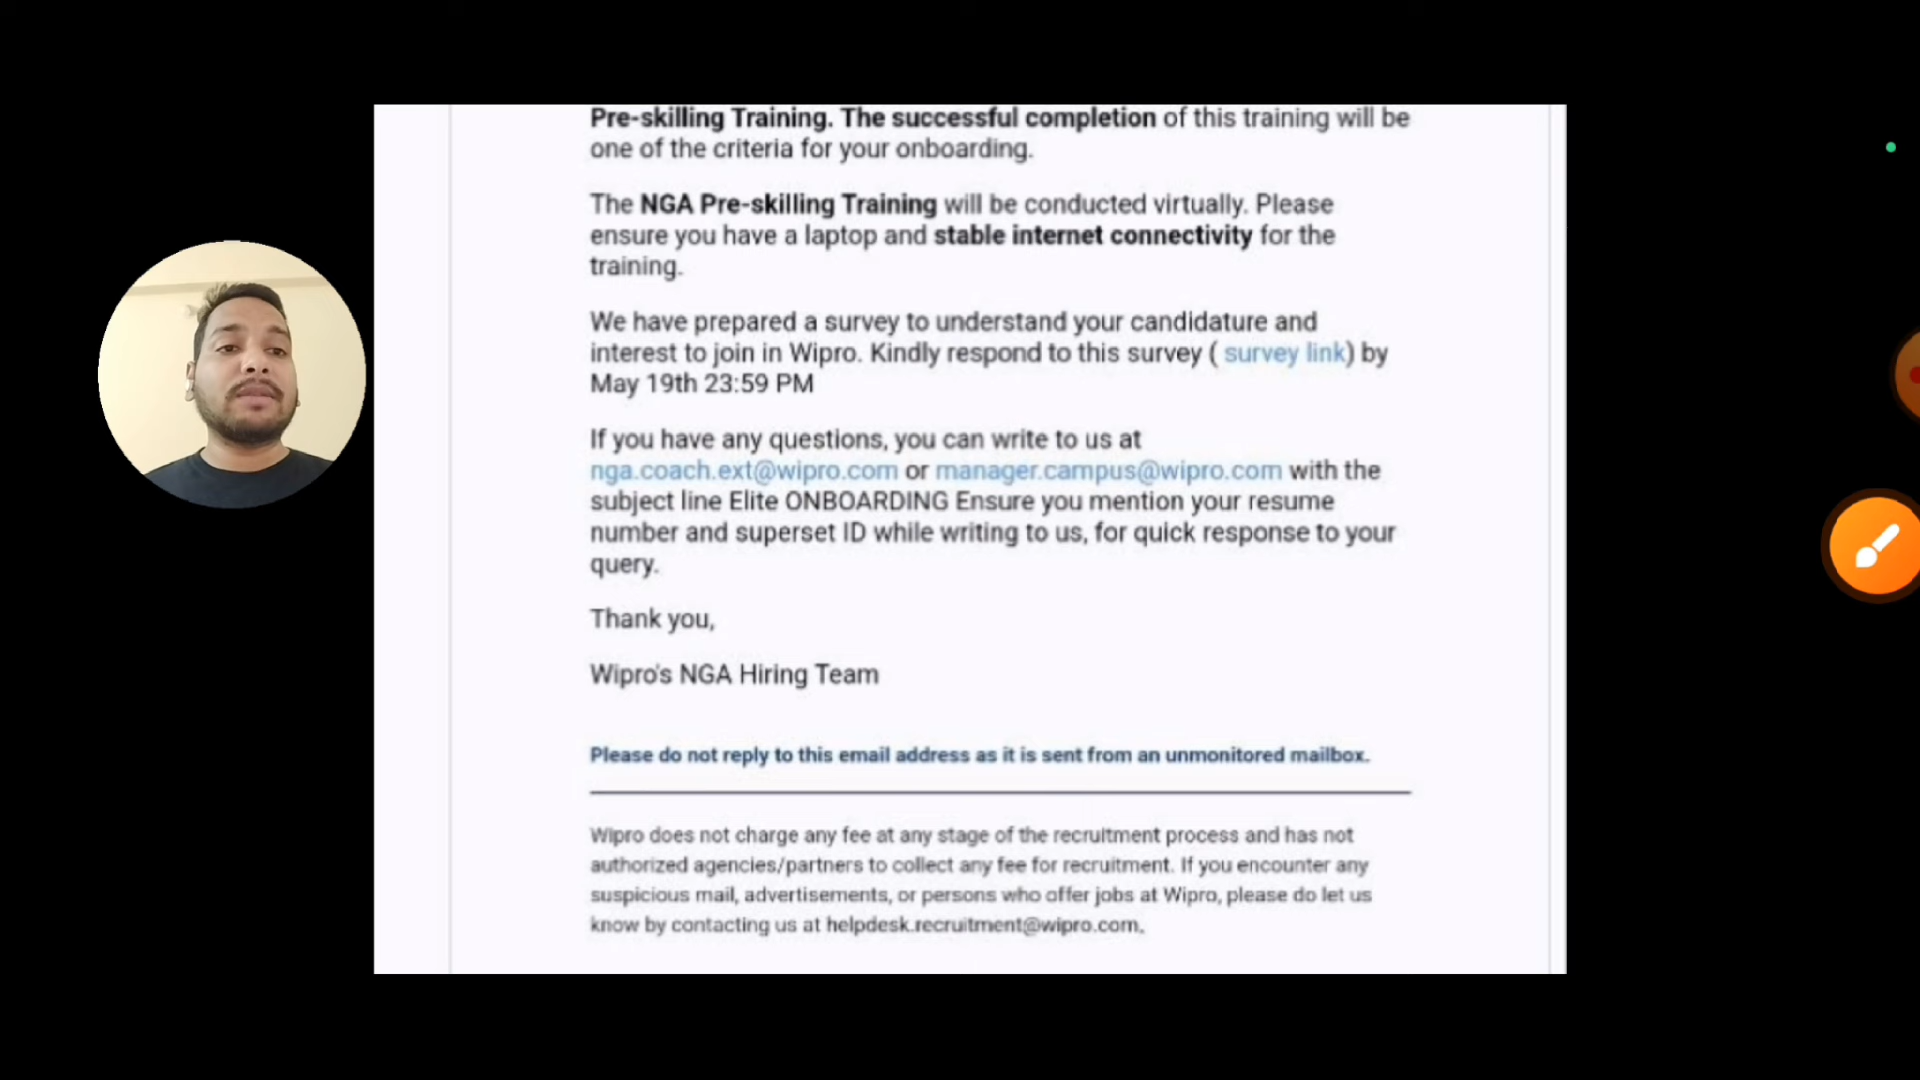 Pre-skilling Training. The successful completion of this training will be
one of the criteria for your onboarding.
The NGA Pre-skilling Training will be conducted virtually. Please
ensure you have a laptop and stable internet connectivity for the
training.
We have prepared a survey to understand your candidature and
interest to join in Wipro. Kindly respond to this survey ( survey link) by
May 19th 23:59 PM
If you have any questions, you can write to us at
nga.coach.ext@wipro.com or manager.campus@wipro.com with the
subject line Elite ONBOARDING Ensure you mention your resume
number and superset ID while writing to us, for quick response to your
query.
Thank you,
Wipro's NGA Hiring Team
Please do not reply to this email address as it is sent from an unmonitored mailbox.
Wipro does not charge any fee at any stage of the recruitment process and has not
authorized agencies/partners to collect any fee for recruitment. If you encounter any
suspicious mail, advertisements, or persons who offer jobs at Wipro, please do let us
know by contacting us at helpdesk.recruitment@wipro.com.